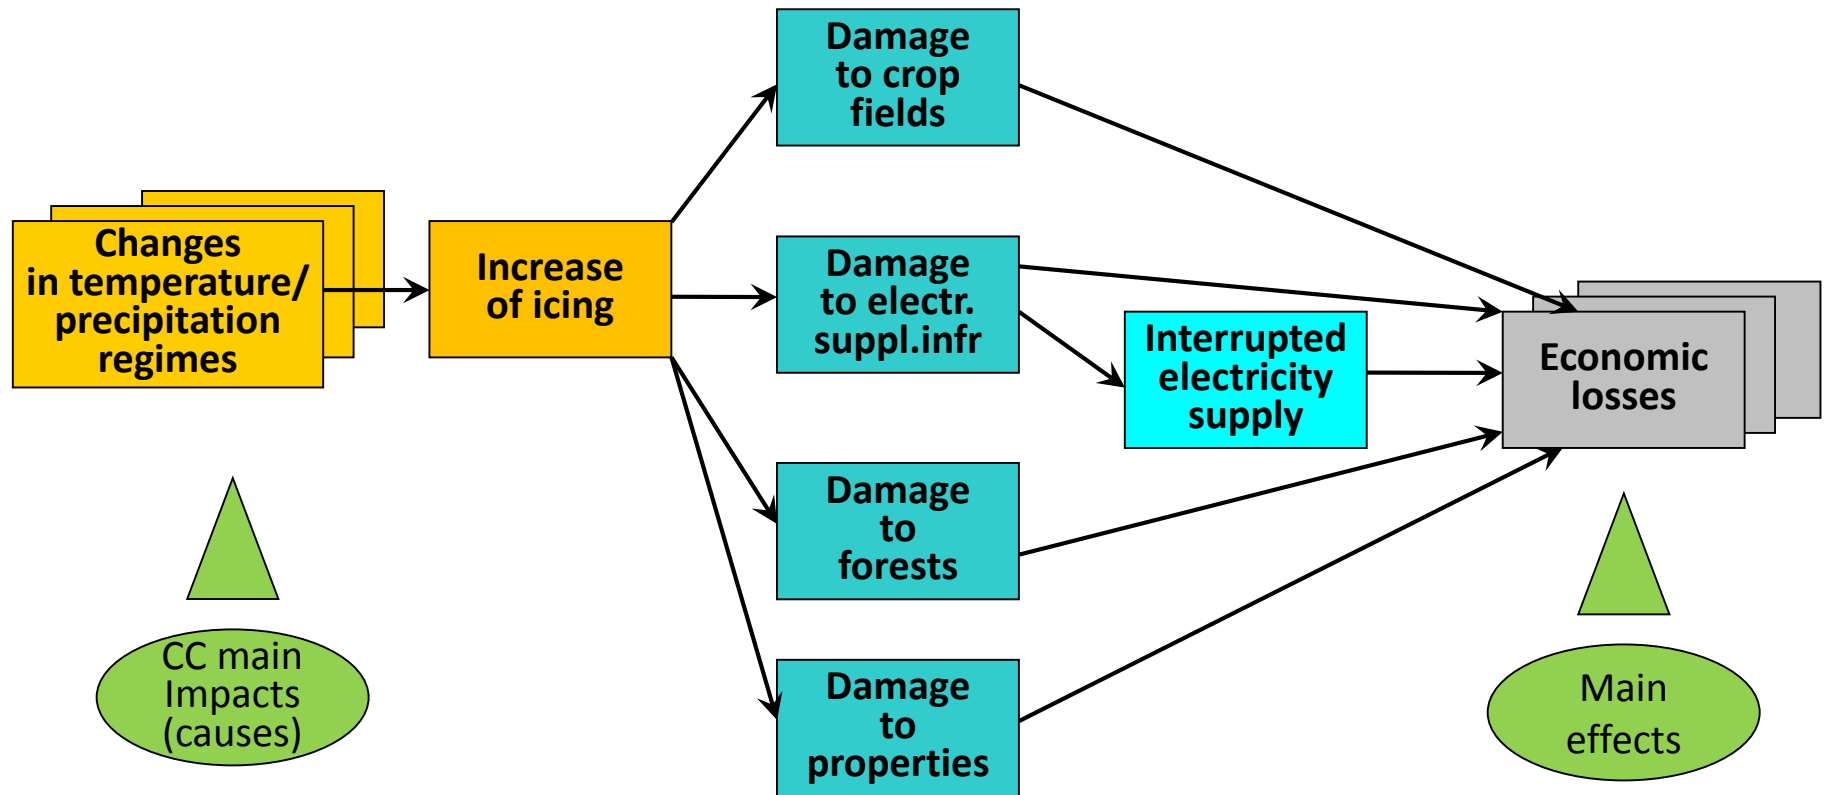 Damage
to crop
fields
Changes
in temperature/
precipitation
regimes
Increase
of icing
Damage
to electr.
suppl.infr
Interrupted
electricity
supply
Economic
losses
Damage
to
forests
CC main
Impacts
(causes)
Damage
to
properties
Main
effects